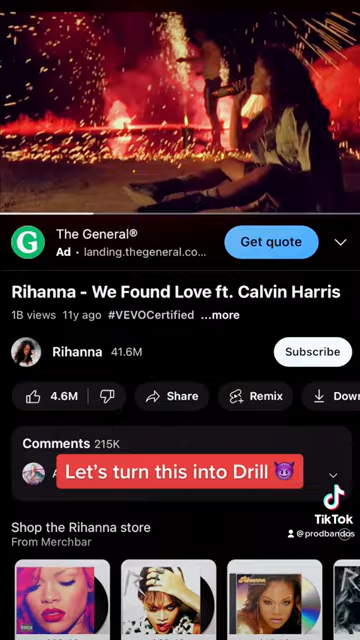 The General®
Ad · landing.thegeneral.co...
Get quote
Rihanna - We Found Love ft. Calvin Harris
1B views 11y ago #VEVOCertified ...more
Rihanna 41.6M
Subscribe
4.6M
Share
Remix
Down
Comments 215K
Let's turn this into Drill 😈
TikTok
@prodbandos
Shop the Rihanna store
From Merchbar